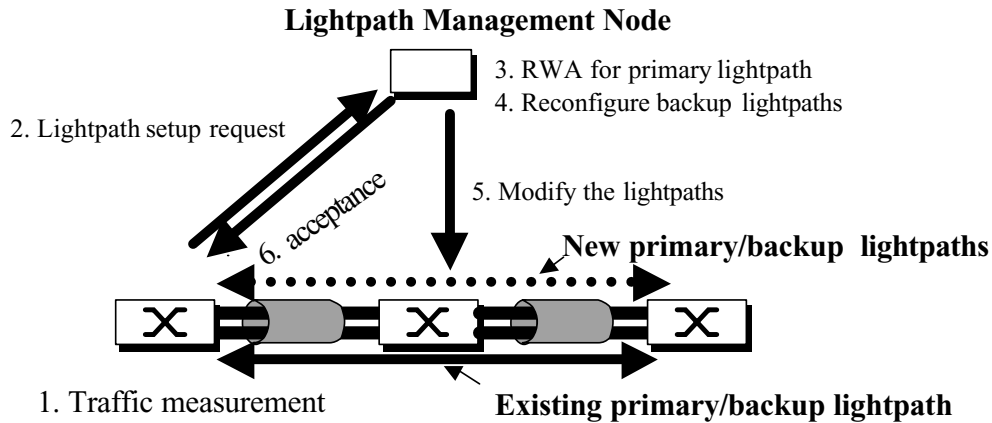 Lightpath Management Node
3. RWA for primary lightpath
4. Reconfigure backup lightpaths
2. Lightpath setup request
5. Modify the lightpaths
6. acceptance
New primary/backup lightpaths
1. Traffic measurement
Existing primary/backup lightpath